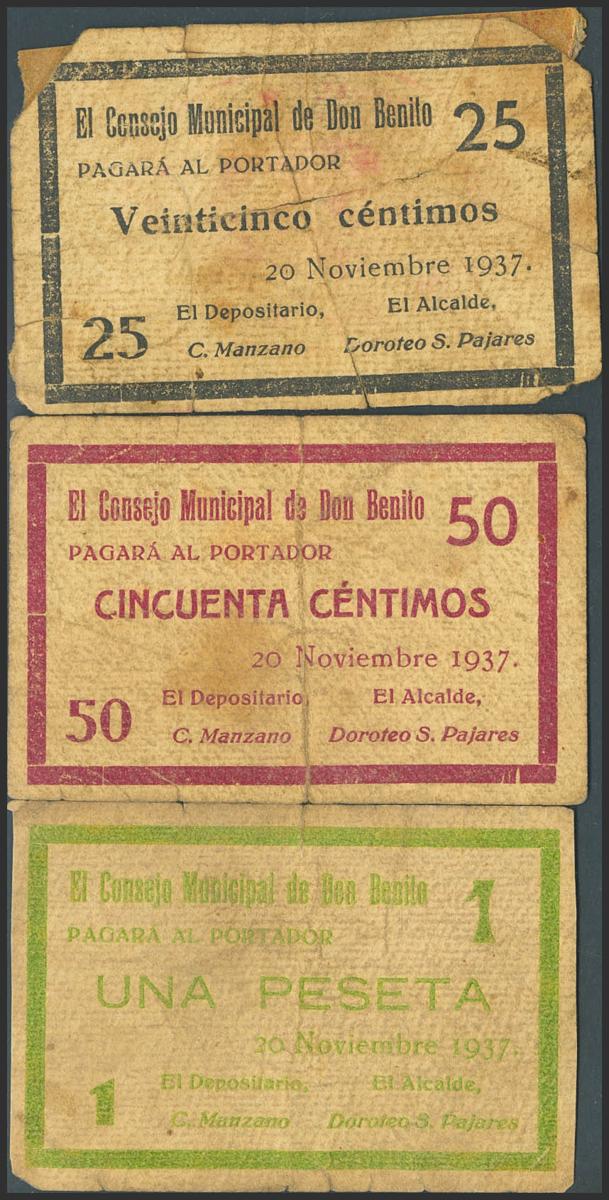 El Consejo Municipal de Don Benito 25
PAGARÁ AL PORTADOR
Veinticinco céntimos
20 Noviembre 1937.
El Depositario, El Alcalde,
25 C. Manzano Doroteo S. Pajares
El Consejo Municipal de Don Benito 50
PAGARÁ AL PORTADOR
CINCUENTA CÉNTIMOS
20 Noviembre 1937.
El Depositario, El Alcalde,
50 C. Manzano Doroteo S. Pajares
El Consejo Municipal de Don Benito 1
PAGARÁ AL PORTADOR
UNA PESETA
20 Noviembre 1937.
El Depositario, El Alcalde,
1 C. Manzano Doroteo S. Pajares